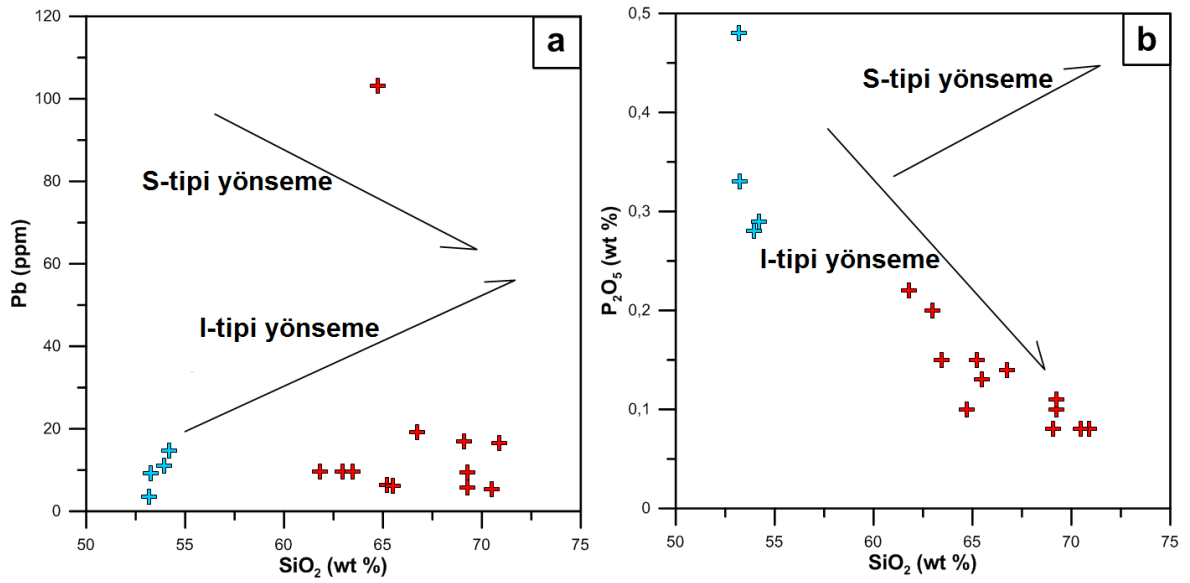 a
120
100
80
60
40
20
0
Pb (ppm)
S-tipi yönseme
I-tipi yönseme
50 55 60 65 70 75
SiO₂ (wt %)
b
0,5
0,4
0,3
0,2
0,1
0
P₂O₅ (wt %)
S-tipi yönseme
I-tipi yönseme
50 55 60 65 70 75
SiO₂ (wt %)